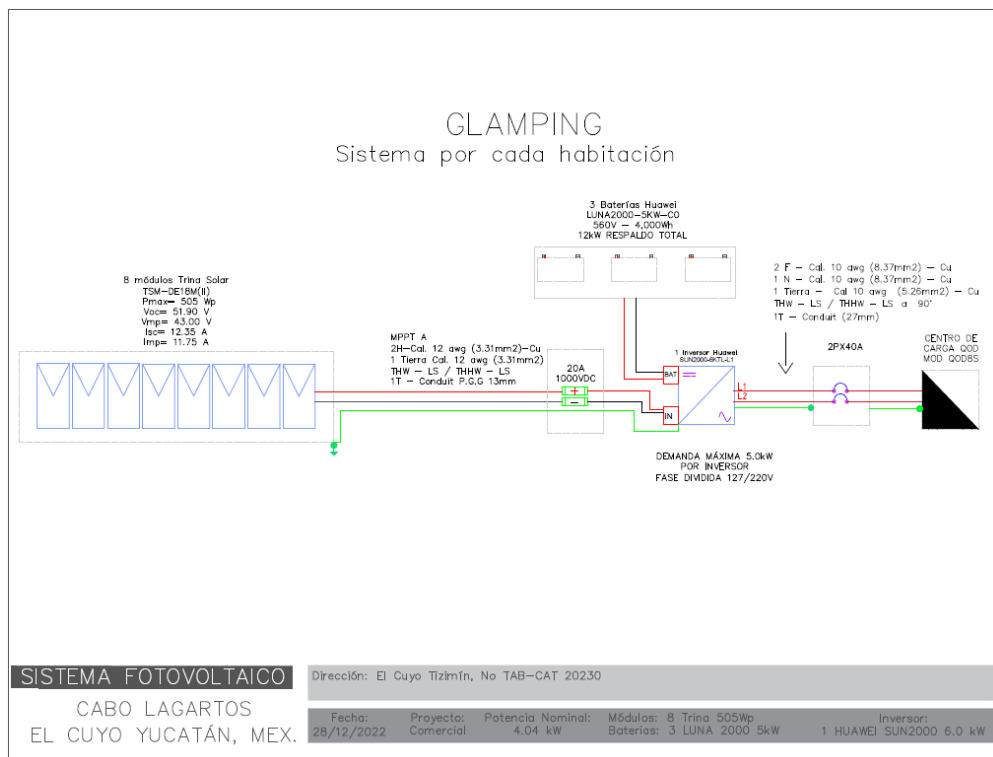 GLAMPING
Sistema por cada habitación
3 Baterías Huawei
LUNA2000-5KW-C0
560V - 4,000Wh
12kW RESPALDO TOTAL
8 módulos Trina Solar
TSM-DE18M(II)
Pmax= 505 Wp
Voc= 51.90 V
Vmp= 43.00 V
Isc= 12.35 A
Imp= 11.75 A
MPPT A
2H-Cal. 12 awg (3.31mm2)-Cu
1 Tierra Cal. 12 awg (3.31mm2)
THW - LS / THHW - LS
1T - Conduit P.G.G 13mm
20A
1000VDC
+
-
1 Inversor Huawei
SUN2000-6KTL-L1
BAT
IN
L1
L2
DEMANDA MÁXIMA 5.0kW
POR INVERSOR
FASE DIVIDIDA 127/220V
2 F - Cal. 10 awg (8.37mm2) - Cu
1 N - Cal. 10 awg (8.37mm2) - Cu
1 Tierra - Cal 10 awg (5.26mm2) - Cu
THW - LS / THHW - LS a 90°
1T - Conduit (27mm)
2PX40A
CENTRO DE
CARGA QOD
MOD QOD8S
SISTEMA FOTOVOLTAICO
CABO LAGARTOS
EL CUYO YUCATÁN, MEX.
Dirección: El Cuyo Tizimín, No TAB-CAT 20230
Fecha: Proyecto: Potencia Nominal: Módulos: 8 Trina 505Wp Inversor:
28/12/2022 Comercial 4.04 kW Baterías: 3 LUNA 2000 5kW 1 HUAWEI SUN2000 6.0 kW